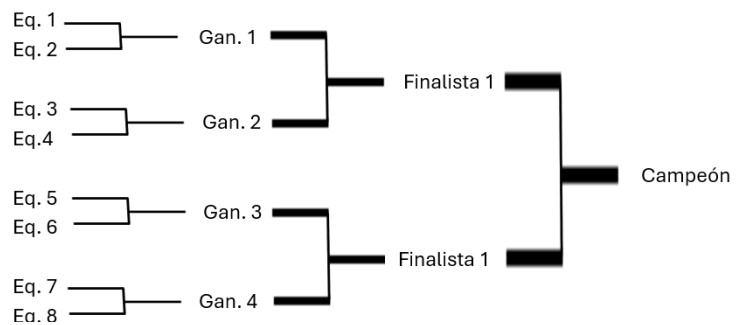 Eq. 1
Eq. 2
Gan. 1
Eq. 3
Eq.4
Gan. 2
Finalista 1
Eq. 5
Eq. 6
Gan. 3
Eq. 7
Eq. 8
Gan. 4
Finalista 1
Campeón